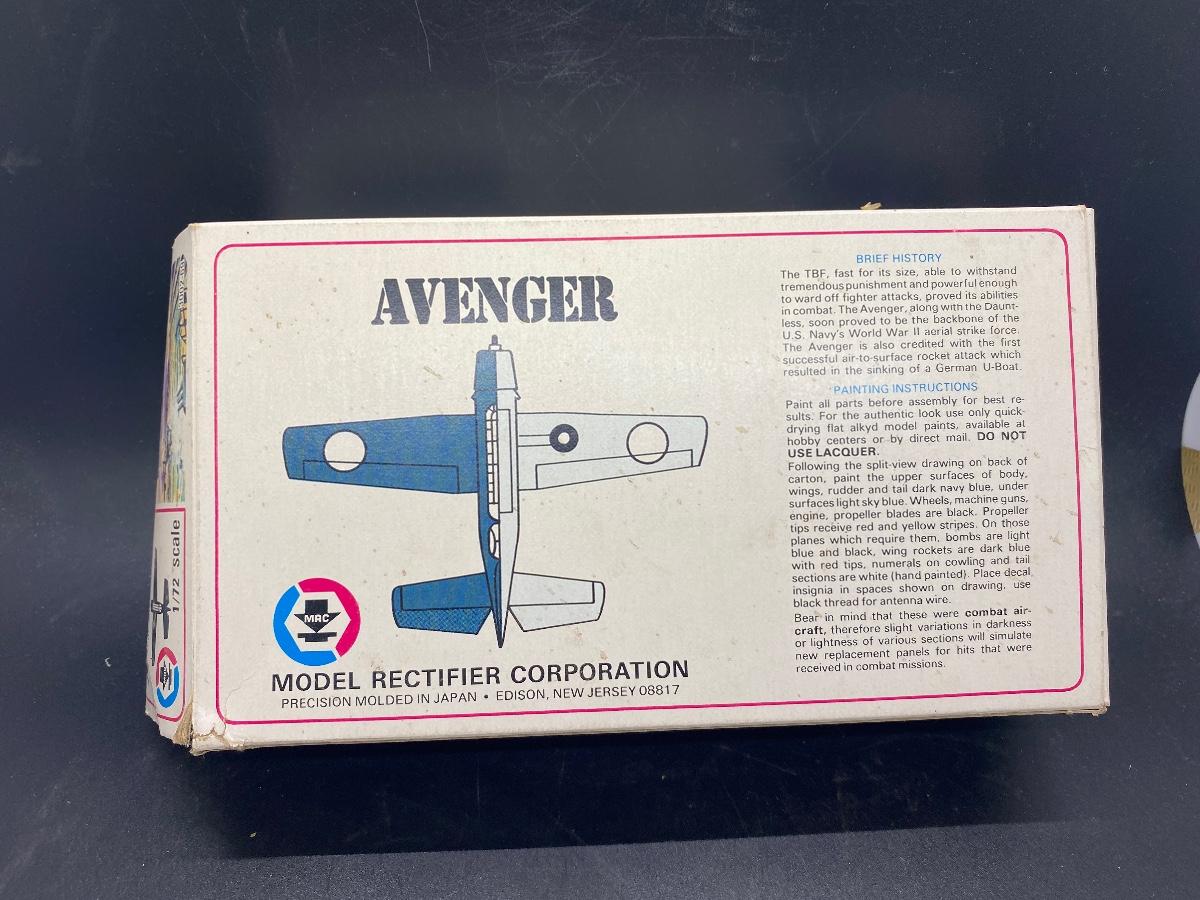 AVENGER
MRC
MODEL RECTIFIER CORPORATION
PRECISION MOLDED IN JAPAN • EDISON, NEW JERSEY 08817
1/72 scale
BRIEF HISTORY
The TBF, fast for its size, able to withstand
tremendous punishment and powerful enough
to ward off fighter attacks, proved its abilities
in combat. The Avenger, along with the Daunt-
less, soon proved to be the backbone of the
U.S. Navy's World War II aerial strike force.
The Avenger is also credited with the first
successful air-to-surface rocket attack which
resulted in the sinking of a German U-Boat.
PAINTING INSTRUCTIONS
Paint all parts before assembly for best re-
sults. For the authentic look use only quick-
drying flat alkyd model paints, available at
hobby centers or by direct mail. DO NOT
USE LACQUER.
Following the split-view drawing on back of
carton, paint the upper surfaces of body,
wings, rudder and tail dark navy blue, under
surfaces light sky blue. Wheels, machine guns,
engine, propeller blades are black. Propeller
tips receive red and yellow stripes. On those
planes which require them, bombs are light
blue and black, wing rockets are dark blue
with red tips, numerals on cowling and tail
sections are white (hand painted). Place decal
insignia in spaces shown on drawing, use
black thread for antenna wire.
Bear in mind that these were combat air-
craft, therefore slight variations in darkness
or lightness of various sections will simulate
new replacement panels for hits that were
received in combat missions.